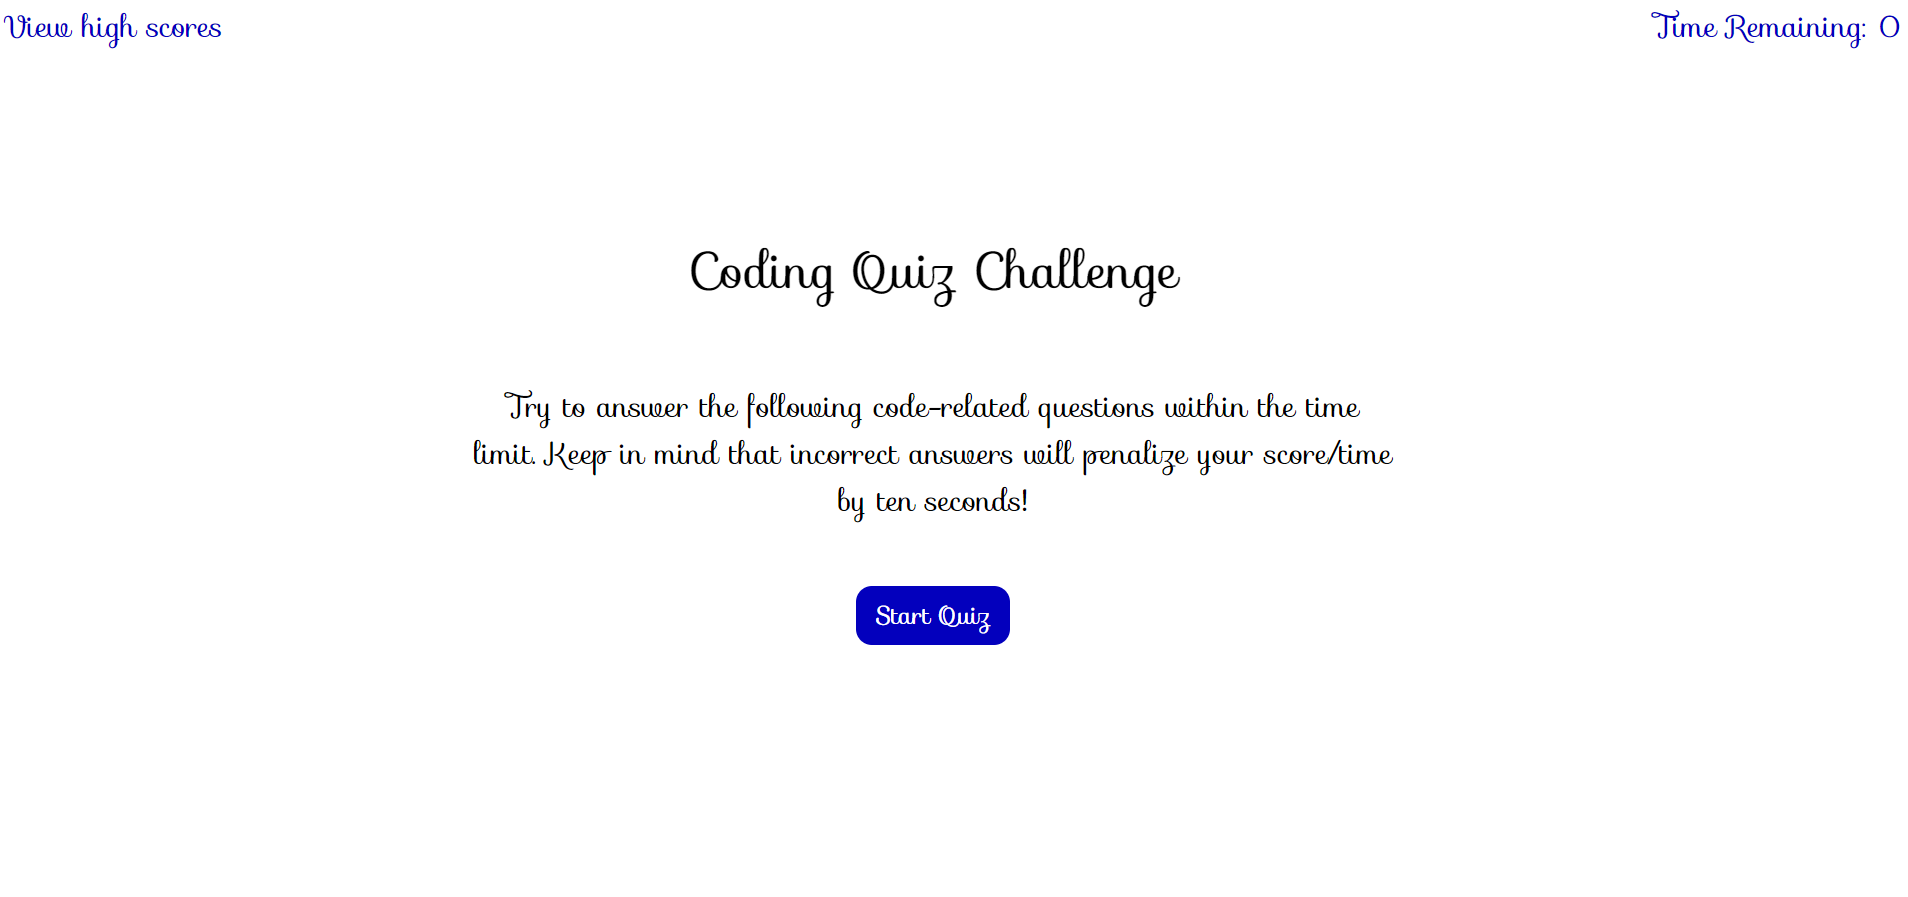 View high scores
Time Remaining: 0
Coding Quiz Challenge
Try to answer the following code-related questions within the time
limit. Keep in mind that incorrect answers will penalize your score/time
by ten seconds!
Start Quiz